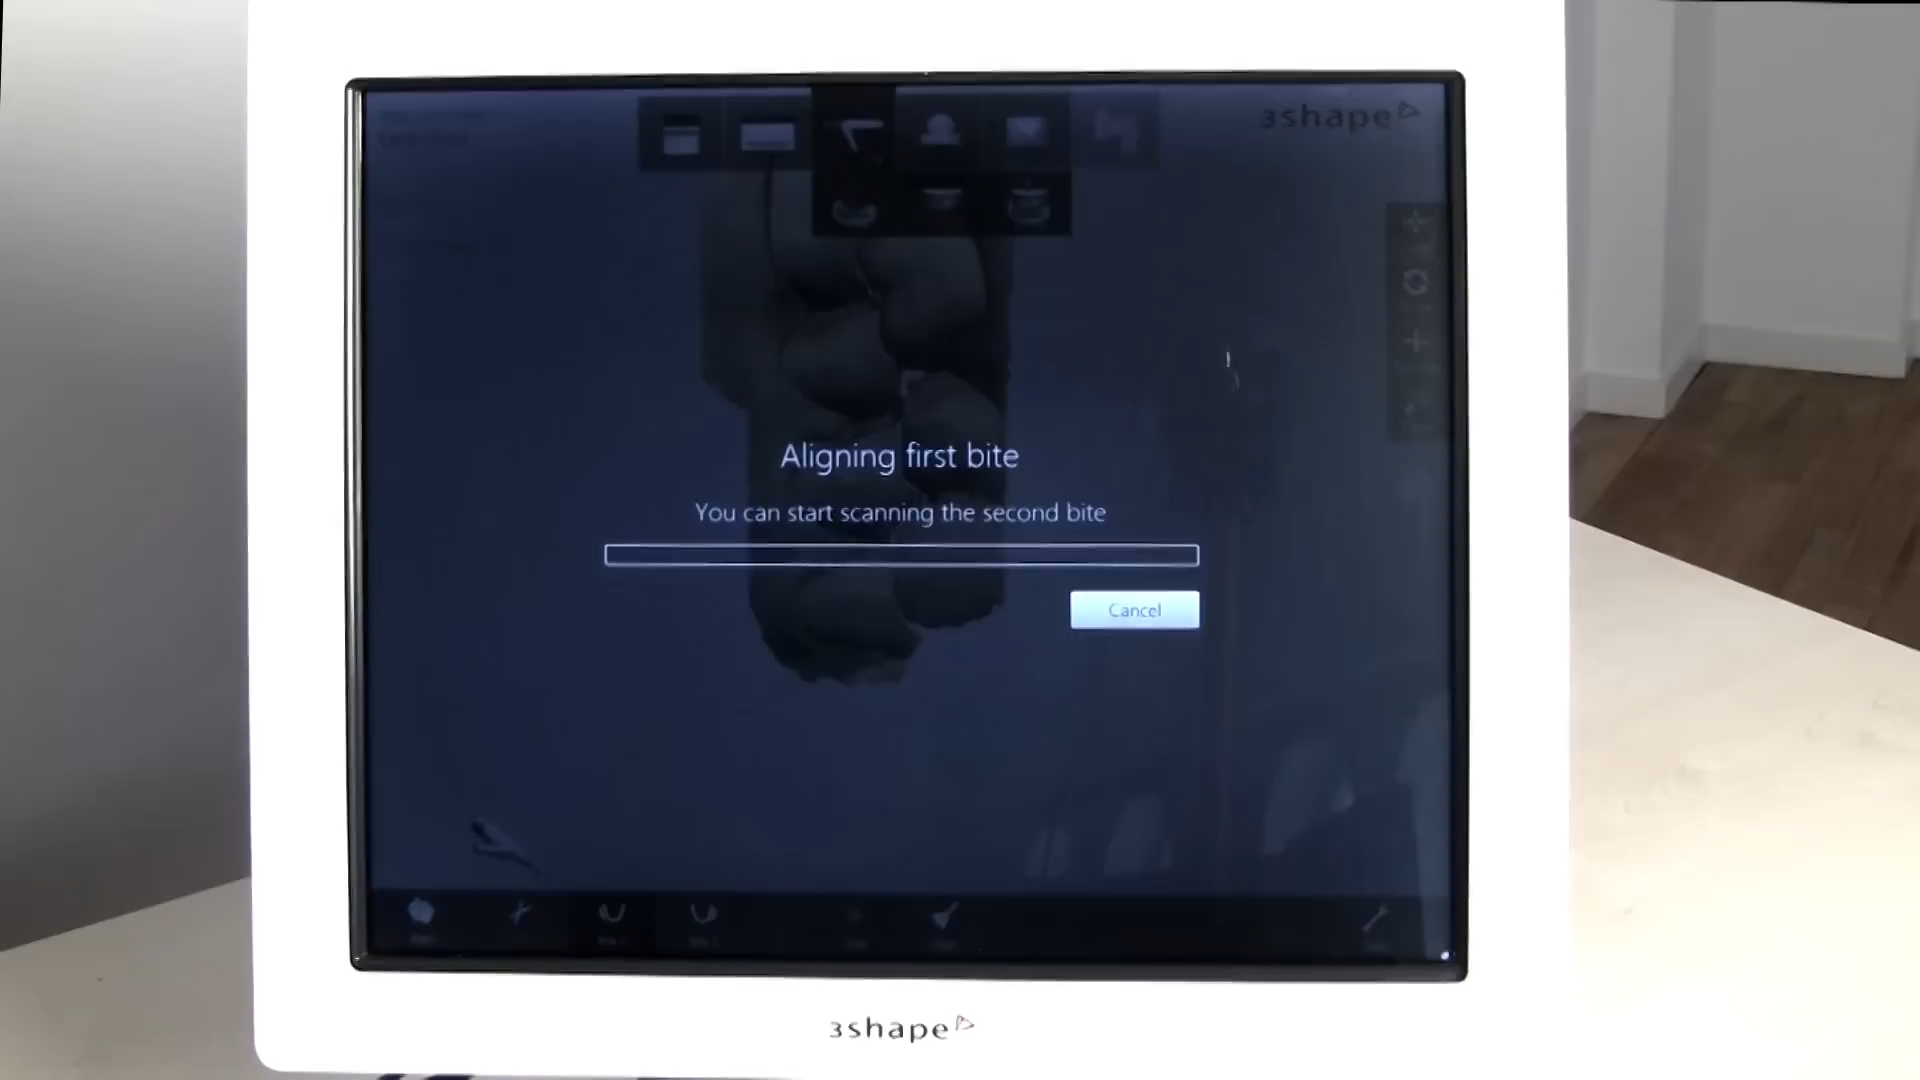 3shape
Aligning first bite
You can start scanning the second bite
Cancel
3shape